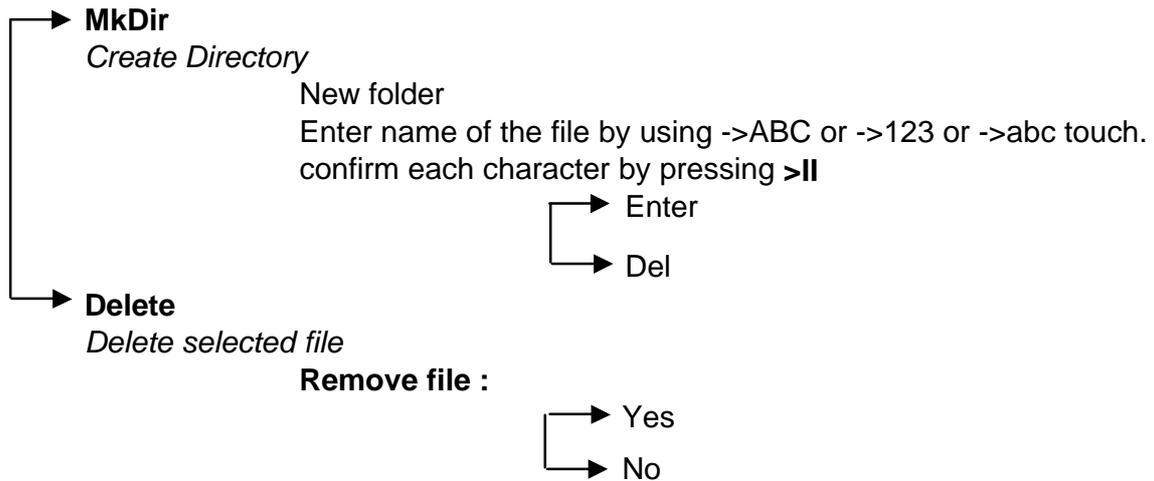 MkDir
Create Directory
New folder
Enter name of the file by using ->ABC or ->123 or ->abc touch.
confirm each character by pressing >II
Enter
Del
Delete
Delete selected file
Remove file :
Yes
No